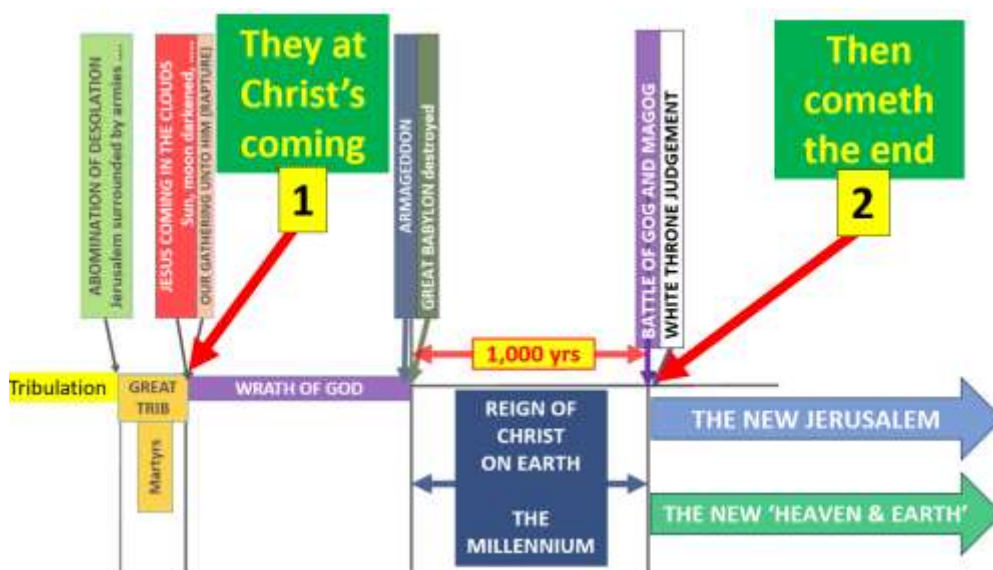 ABOMINATION OF DESOLATION
Jerusalem surrounded by armies ....
JESUS COMING IN THE CLOUDS
Sun, moon darkened, .....
OUR GATHERING UNTO HIM (RAPTURE)
They at
Christ's
coming
1
ARMAGEDDON
GREAT BABYLON destroyed
BATTLE OF GOG AND MAGOG
WHITE THRONE JUDGEMENT
Then
cometh
the end
2
1,000 yrs
Tribulation
GREAT
TRIB
WRATH OF GOD
Martyrs
REIGN OF
CHRIST
ON EARTH
THE
MILLENNIUM
THE NEW JERUSALEM
THE NEW 'HEAVEN & EARTH'